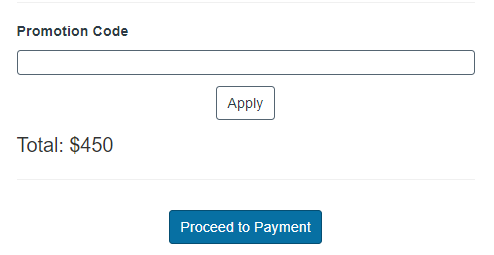 Promotion Code
Apply
Total: $450
Proceed to Payment